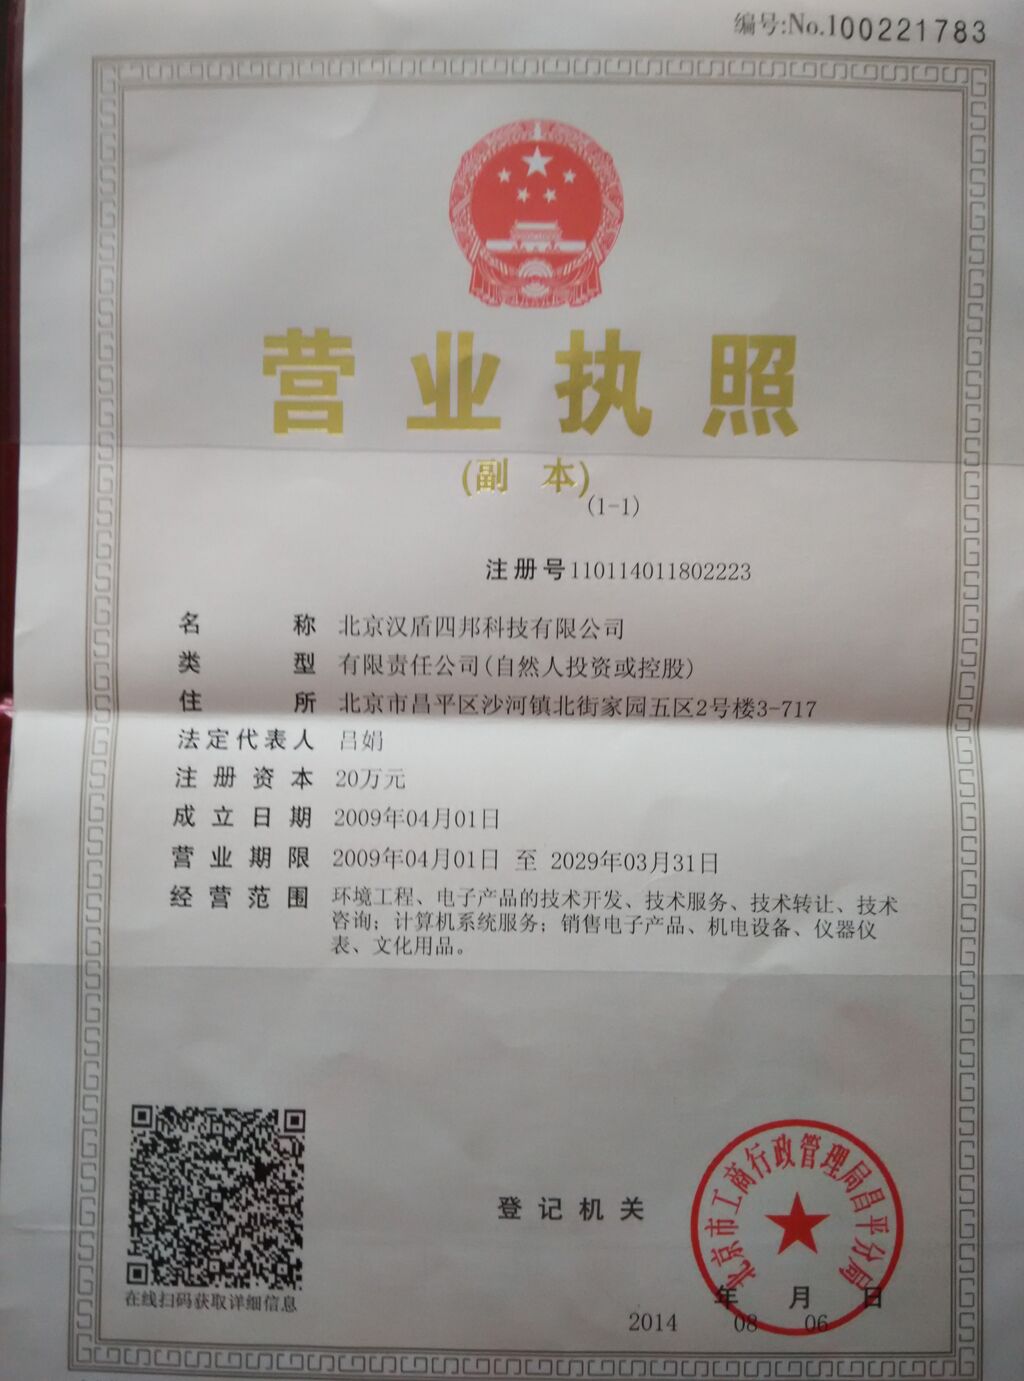 编号:No.100221783
营业执照
(副 本)
(1-1)
注册号110114011802223
名 称 北京汉盾四邦科技有限公司
类 型 有限责任公司(自然人投资或控股)
住 所 北京市昌平区沙河镇北街家园五区2号楼3-717
法定代表人 吕娟
注册资本 20万元
成立日期 2009年04月01日
营业期限 2009年04月01日 至 2029年03月31日
经营范围 环境工程、电子产品的技术开发、技术服务、技术转让、技术
咨询；计算机系统服务；销售电子产品、机电设备、仪器仪
表、文化用品。
北京市工商行政管理局昌平分局
登记机关
在线扫码获取详细信息
年 月 日
2014 08 06